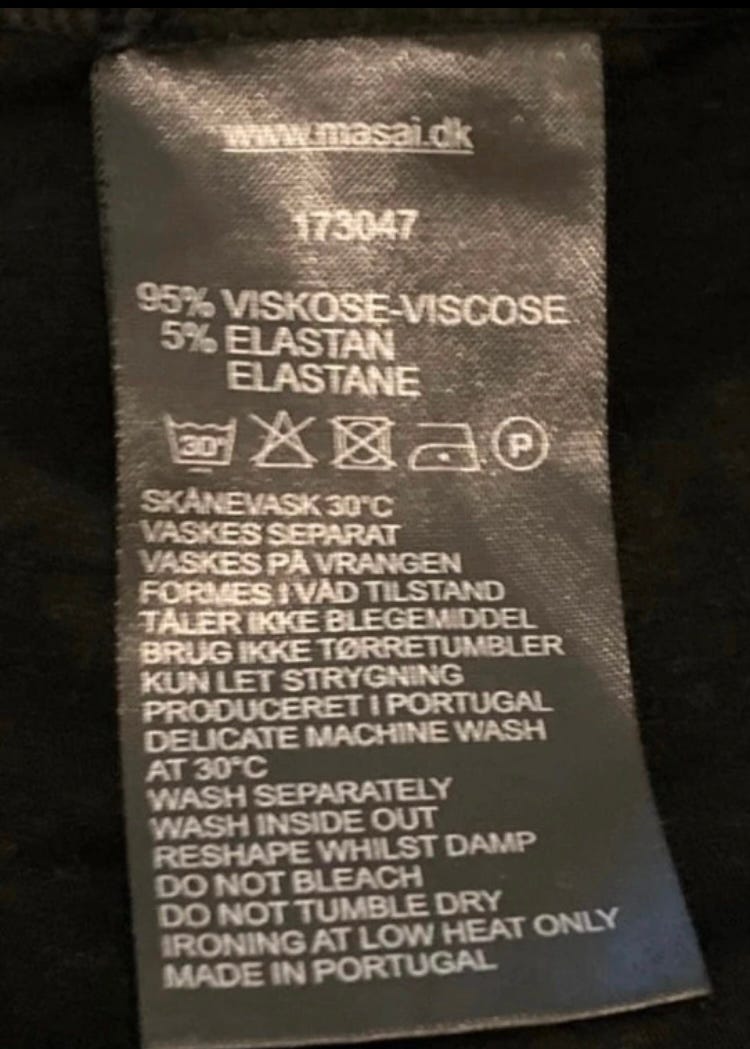 www.masai.dk
173047
95% VISKOSE-VISCOSE
5% ELASTAN
ELASTANE
30° P
SKÅNEVASK 30°C
VASKES SEPARAT
VASKES PÅ VRANGEN
FORMES I VÅD TILSTAND
TÅLER IKKE BLEGEMIDDEL
BRUG IKKE TØRRETUMBLER
KUN LET STRYGNING
PRODUCERET I PORTUGAL
DELICATE MACHINE WASH
AT 30°C
WASH SEPARATELY
WASH INSIDE OUT
RESHAPE WHILST DAMP
DO NOT BLEACH
DO NOT TUMBLE DRY
IRONING AT LOW HEAT ONLY
MADE IN PORTUGAL